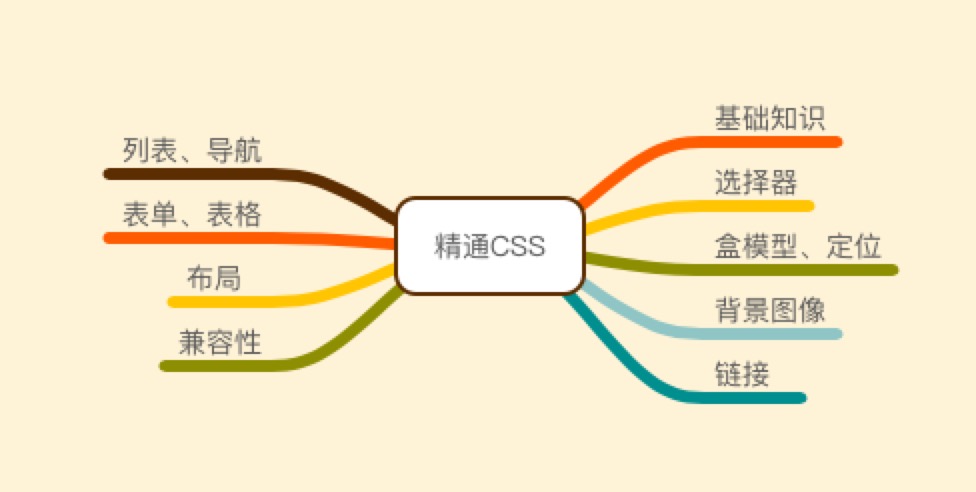 精通CSS
基础知识
选择器
盒模型、定位
背景图像
链接
列表、导航
表单、表格
布局
兼容性